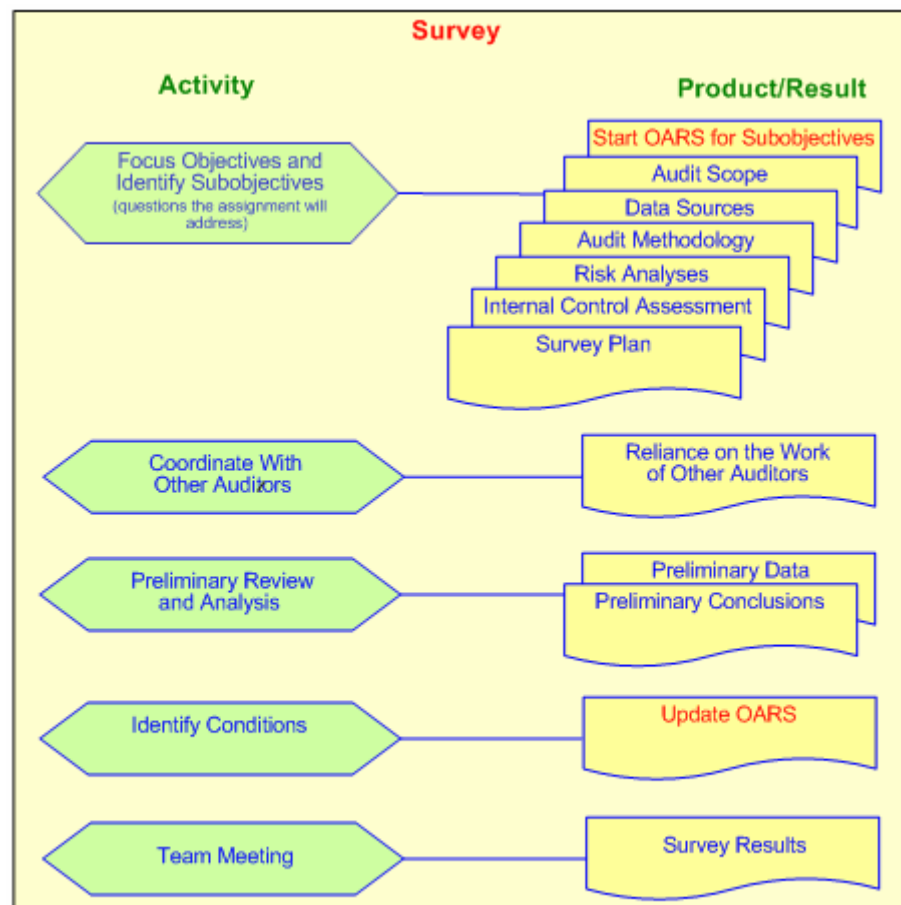 Survey
Activity
Product/Result
Focus Objectives and
Identify Subobjectives
(questions the assignment will
address)
Start OARS for Subobjectives
Audit Scope
Data Sources
Audit Methodology
Risk Analyses
Internal Control Assessment
Survey Plan
Coordinate With
Other Auditors
Reliance on the Work
of Other Auditors
Preliminary Review
and Analysis
Preliminary Data
Preliminary Conclusions
Identify Conditions
Update OARS
Team Meeting
Survey Results